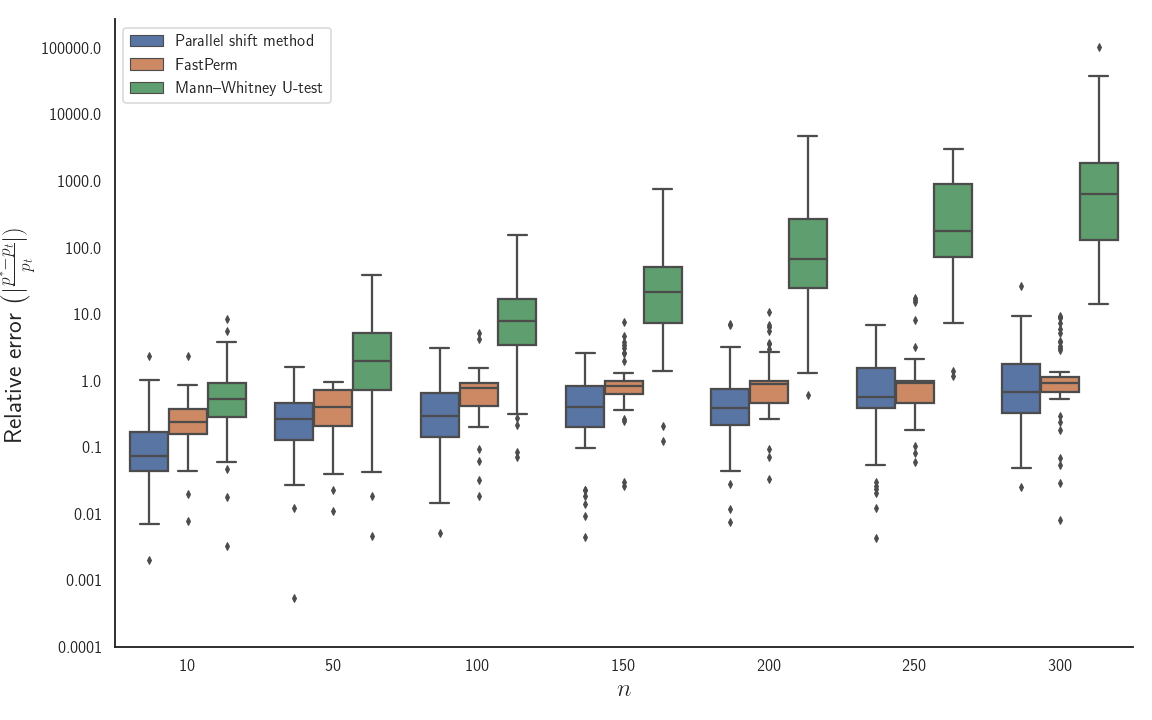 Parallel shift method
FastPerm
Mann–Whitney U-test
100000.0
10000.0
1000.0
100.0
10.0
1.0
0.1
0.01
0.001
0.0001
Relative error (|p* − pₜ / pₜ|)
10 50 100 150 200 250 300
n